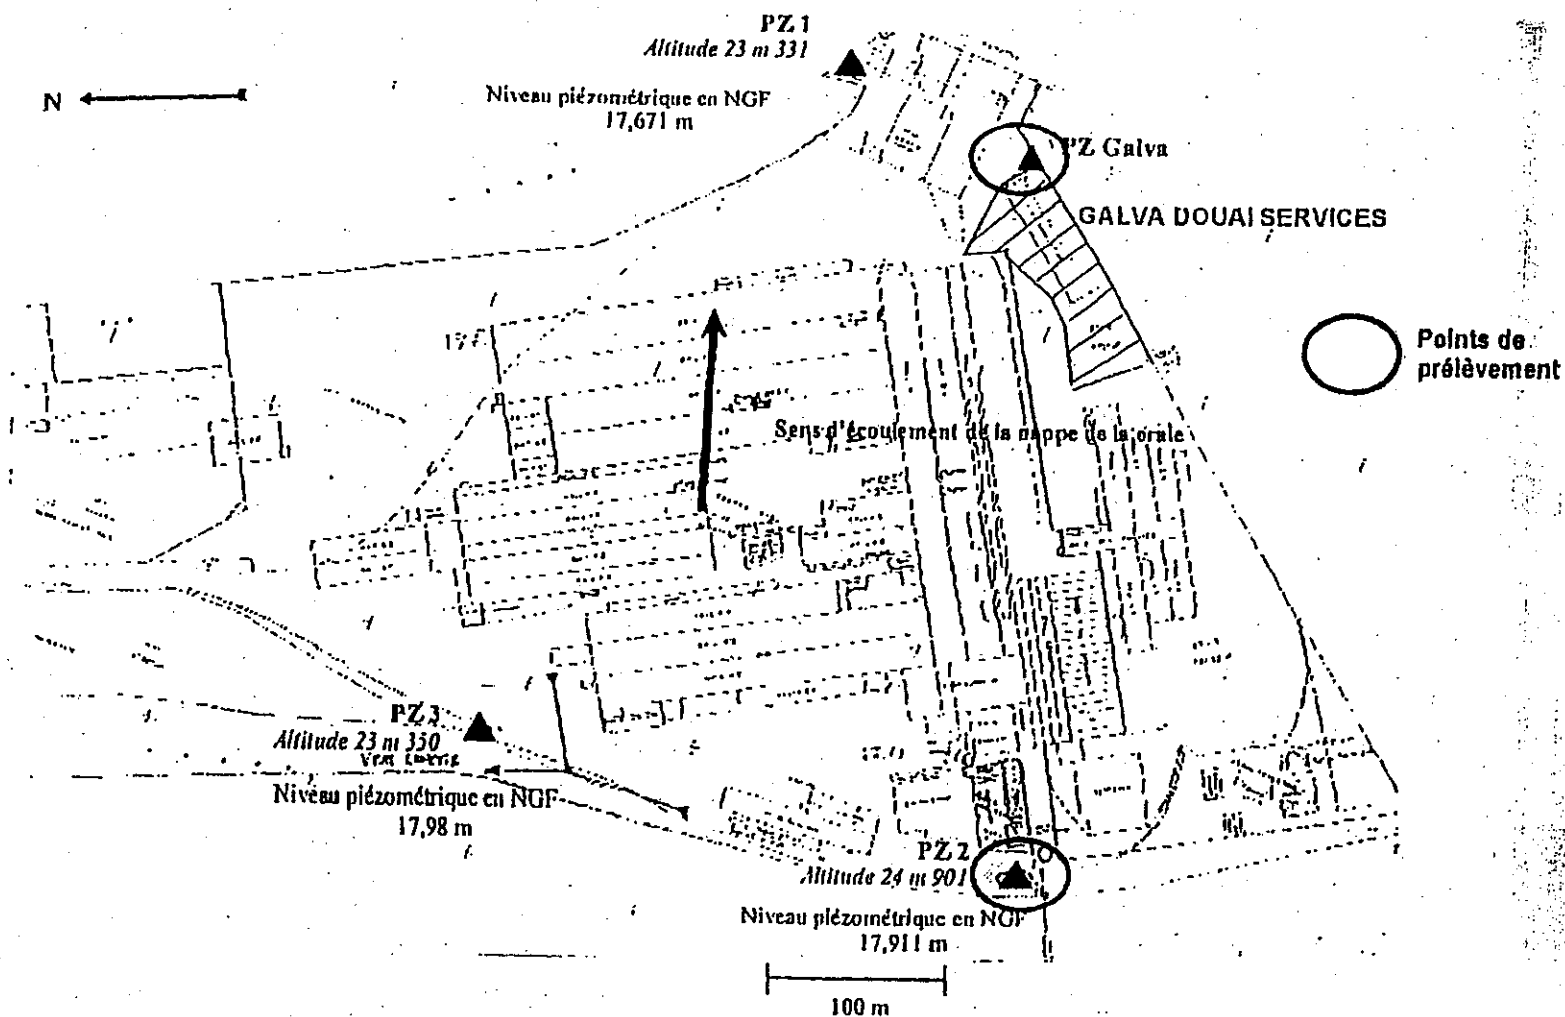 PZ 1
Altitude 23 m 331
N
Niveau piézométrique en NGF
17,671 m
PZ Galva
GALVA DOUAI SERVICES
Points de
prélèvement
Sens d'écoulement de la nappe de la craie
PZ 3
Altitude 23 m 350
Niveau piézométrique en NGF
17,98 m
PZ 2
Altitude 24 m 901
Niveau piézométrique en NGF
17,911 m
100 m